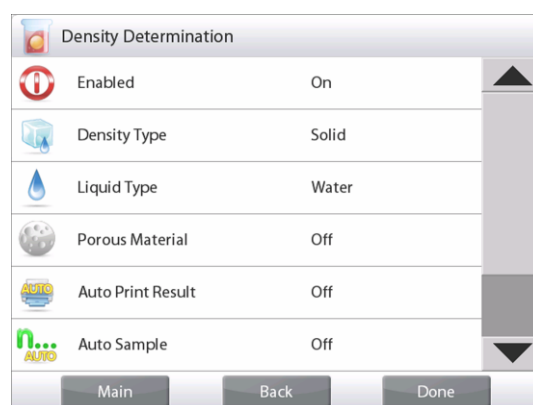 Density Determination
Enabled On
Density Type Solid
Liquid Type Water
Porous Material Off
AUTO Auto Print Result Off
n... AUTO Auto Sample Off
Main Back Done